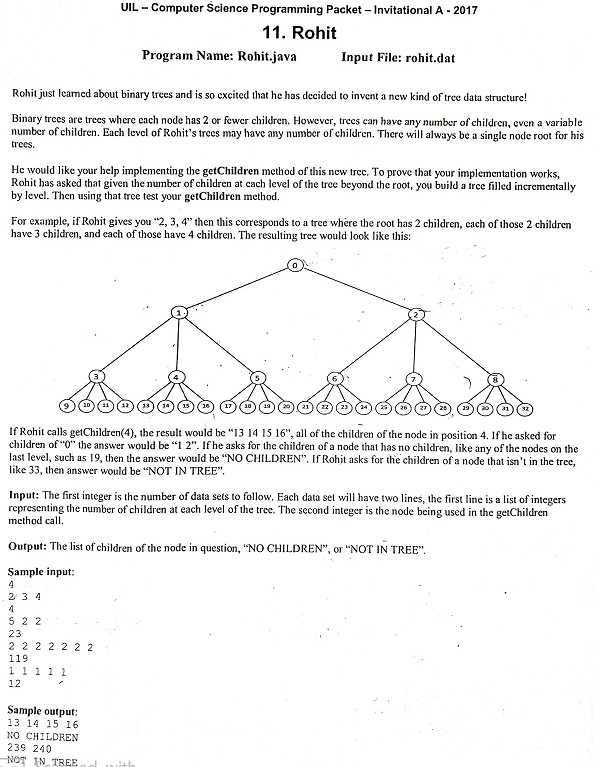 UIL – Computer Science Programming Packet – Invitational A - 2017
11. Rohit
Program Name: Rohit.java Input File: rohit.dat
Rohit just learned about binary trees and is so excited that he has decided to invent a new kind of tree data structure!
Binary trees are trees where each node has 2 or fewer children. However, trees can have any number of children, even a variable
number of children. Each level of Rohit's trees may have any number of children. There will always be a single node root for his
trees.
He would like your help implementing the getChildren method of this new tree. To prove that your implementation works,
Rohit has asked that given the number of children at each level of the tree beyond the root, you build a tree filled incrementally
by level. Then using that tree test your getChildren method.
For example, if Rohit gives you "2, 3, 4" then this corresponds to a tree where the root has 2 children, each of those 2 children
have 3 children, and each of those have 4 children. The resulting tree would look like this:
0
1 2
3 4 5 6 7 8
9 10 11 12 13 14 15 16 17 18 19 20 21 22 23 24 25 26 27 28 29 30 31 32
If Rohit calls getChildren(4), the result would be "13 14 15 16", all of the children of the node in position 4. If he asked for
children of "0" the answer would be "1 2". If he asks for the children of a node that has no children, like any of the nodes on the
last level, such as 19, then the answer would be "NO CHILDREN". If Rohit asks for the children of a node that isn't in the tree,
like 33, then answer would be "NOT IN TREE".
Input: The first integer is the number of data sets to follow. Each data set will have two lines, the first line is a list of integers
representing the number of children at each level of the tree. The second integer is the node being used in the getChildren
method call.
Output: The list of children of the node in question, "NO CHILDREN", or "NOT IN TREE".
Sample input:
4
2 3 4
4
5 2 2
23
2 2 2 2 2 2 2
119
1 1 1 1 1
12
Sample output:
13 14 15 16
NO CHILDREN
239 240
NOT IN TREE